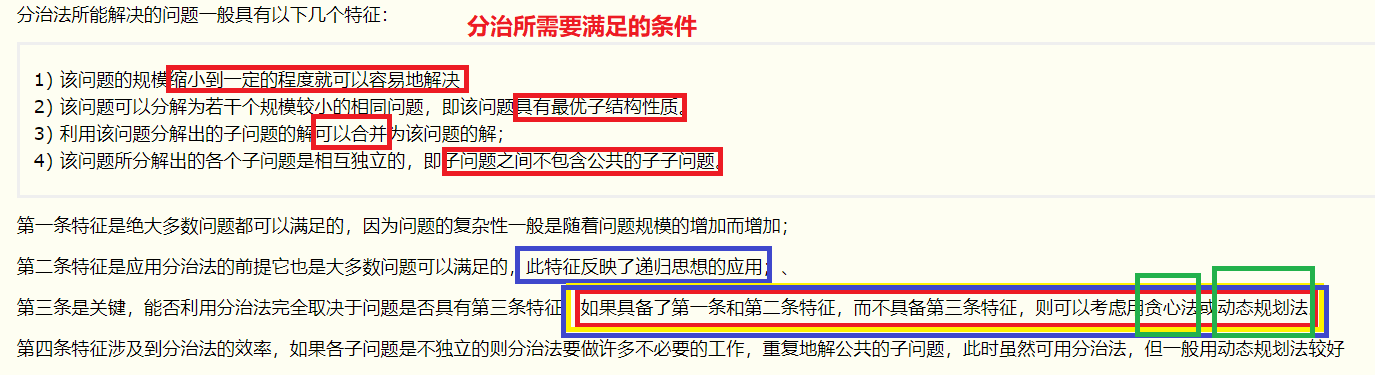 分治法所能解决的问题一般具有以下几个特征：
分治所需要满足的条件
1) 该问题的规模缩小到一定的程度就可以容易地解决
2) 该问题可以分解为若干个规模较小的相同问题，即该问题具有最优子结构性质。
3) 利用该问题分解出的子问题的解可以合并为该问题的解；
4) 该问题所分解出的各个子问题是相互独立的，即子问题之间不包含公共的子子问题。
第一条特征是绝大多数问题都可以满足的，因为问题的复杂性一般是随着问题规模的增加而增加；
第二条特征是应用分治法的前提它也是大多数问题可以满足的，此特征反映了递归思想的应用；、
第三条是关键，能否利用分治法完全取决于问题是否具有第三条特征，如果具备了第一条和第二条特征，而不具备第三条特征，则可以考虑用贪心法或动态规划法。
第四条特征涉及到分治法的效率，如果各子问题是不独立的则分治法要做许多不必要的工作，重复地解公共的子问题，此时虽然可用分治法，但一般用动态规划法较好